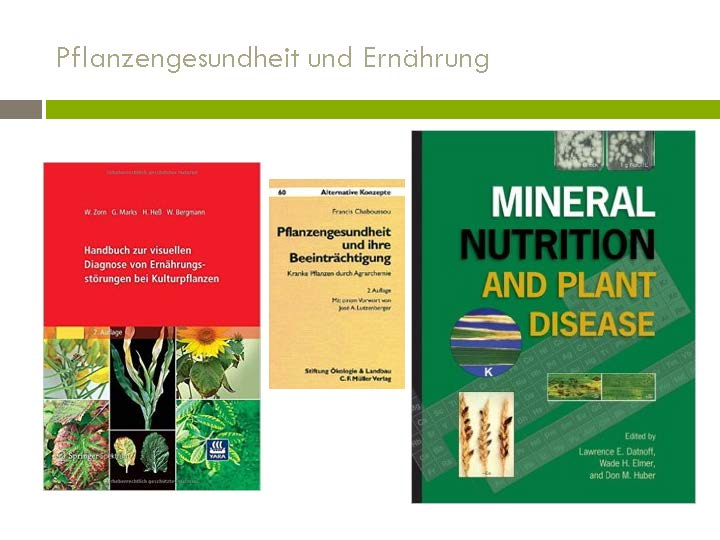 Pflanzengesundheit und Ernährung
Urheberrechtlich geschütztes Material
W. Zorn G. Marks H. Heß W. Bergmann
Handbuch zur visuellen
Diagnose von Ernährungs-
störungen bei Kulturpflanzen
2. Auflage
Springer Spektrum
YARA
60 Alternative Konzepte
Francis Chaboussou
Pflanzengesundheit
und ihre
Beeinträchtigung
Kranke Pflanzen durch Agrarchemie
2. Auflage
Mit einem Vorwort von
José A. Lutzenberger
Stiftung Ökologie & Landbau
C. F. Müller Verlag
MINERAL
NUTRITION
AND PLANT
DISEASE
K
Edited by
Lawrence E. Datnoff,
Wade H. Elmer,
and Don M. Huber